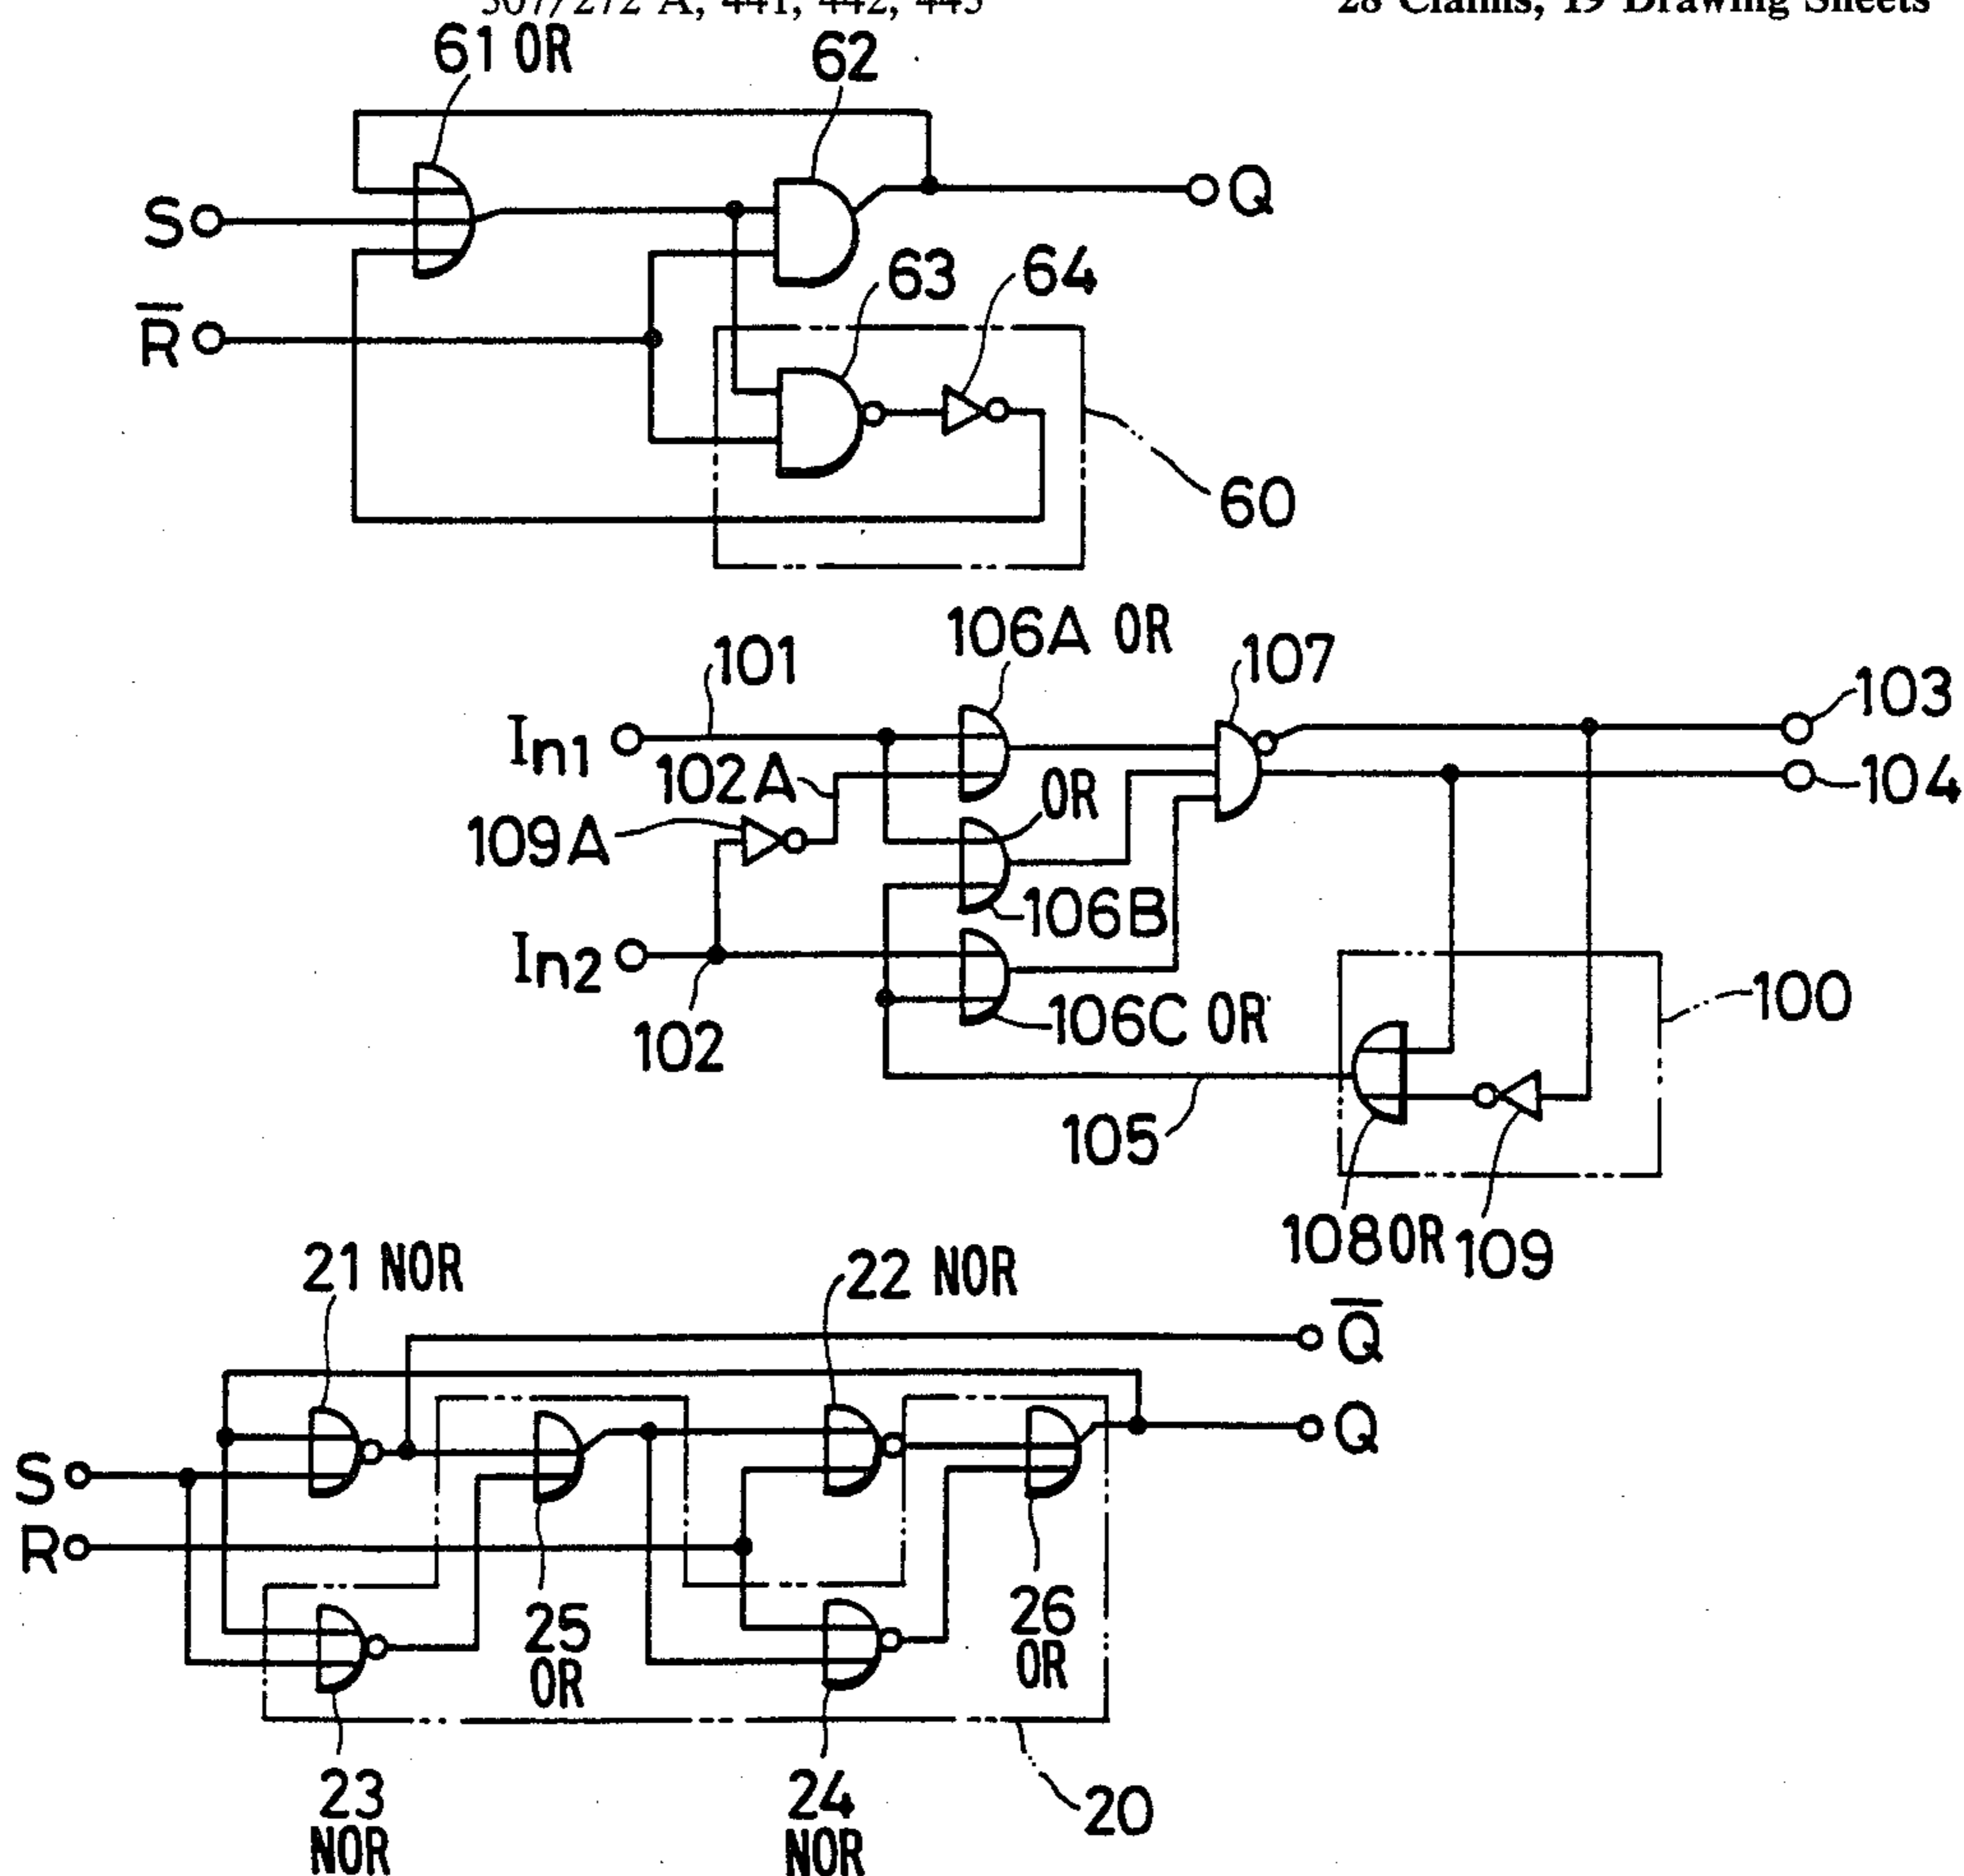 307/272 A, 441, 442, 443
28 Claims, 19 Drawing Sheets
61 OR
62
S
Q
R̅
63
64
60
106A OR
101
107
103
In1
102A
104
OR
109A
106B
In2
100
106C OR
102
105
108 OR
109
21 NOR
22 NOR
Q̅
Q
S
R
25
OR
26
OR
23
NOR
24
NOR
20